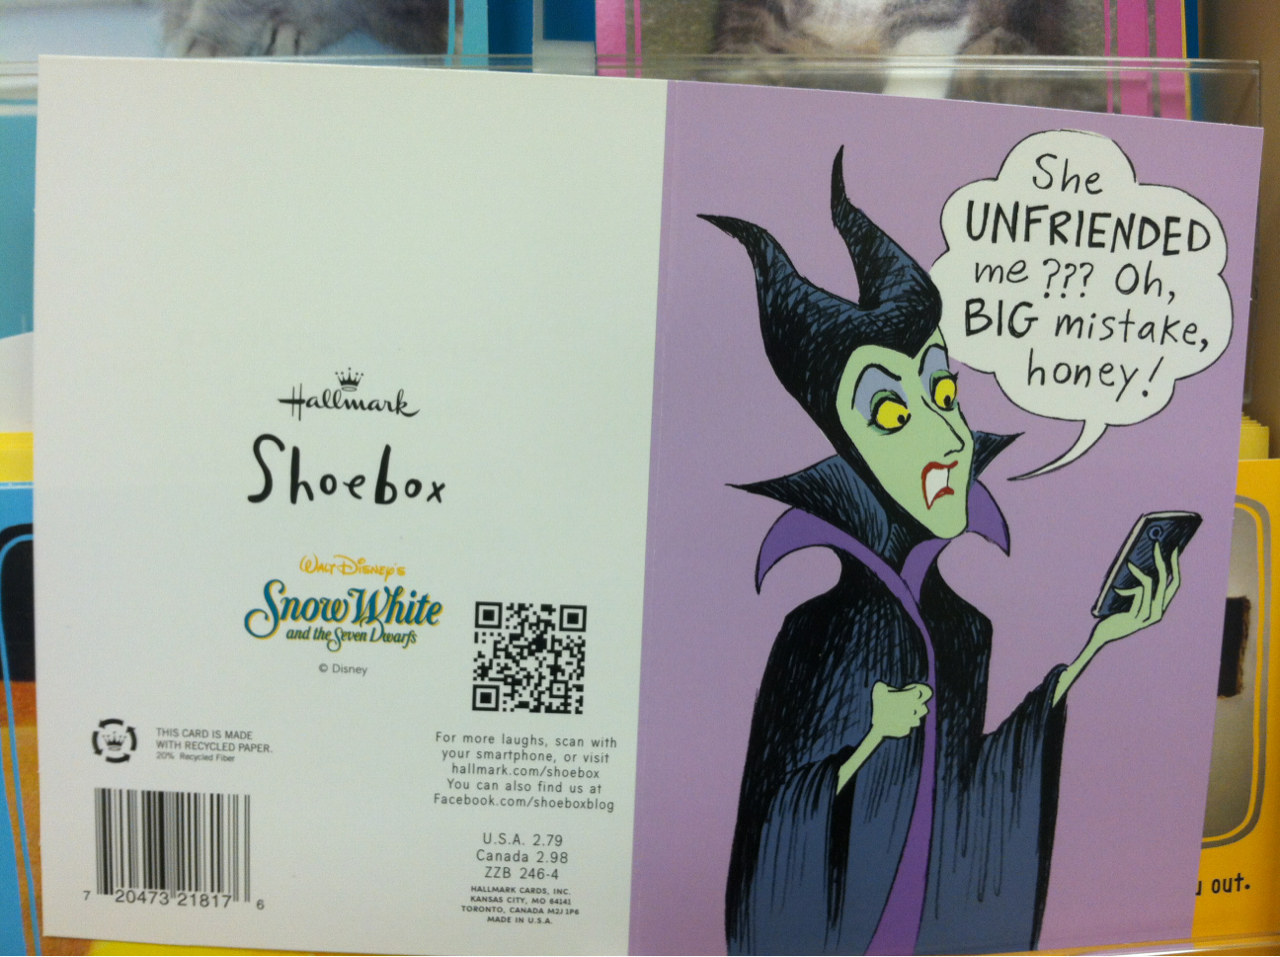 Hallmark
Shoebox
WALT DISNEY'S
Snow White
and the Seven Dwarfs
© Disney
THIS CARD IS MADE
WITH RECYCLED PAPER.
20% Recycled Fiber
7 20473 21817 6
For more laughs, scan with
your smartphone, or visit
hallmark.com/shoebox
You can also find us at
Facebook.com/shoeboxblog
U.S.A. 2.79
Canada 2.98
ZZB 246-4
HALLMARK CARDS, INC.
KANSAS CITY, MO 64141
TORONTO, CANADA M2J 1P6
MADE IN U.S.A.
She
UNFRIENDED
me??? Oh,
BIG mistake,
honey!
out.